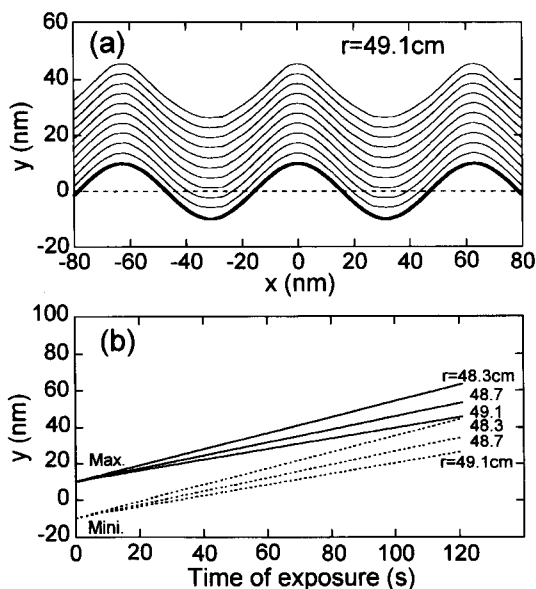 (a)
r=49.1cm
y (nm)
60
40
20
0
-20
-80 -60 -40 -20 0 20 40 60 80
x (nm)
(b)
y (nm)
100
80
60
40
20
0
-20
r=48.3cm
48.7
49.1
48.3
48.7
r=49.1cm
Max.
Mini.
0 20 40 60 80 100 120
Time of exposure (s)